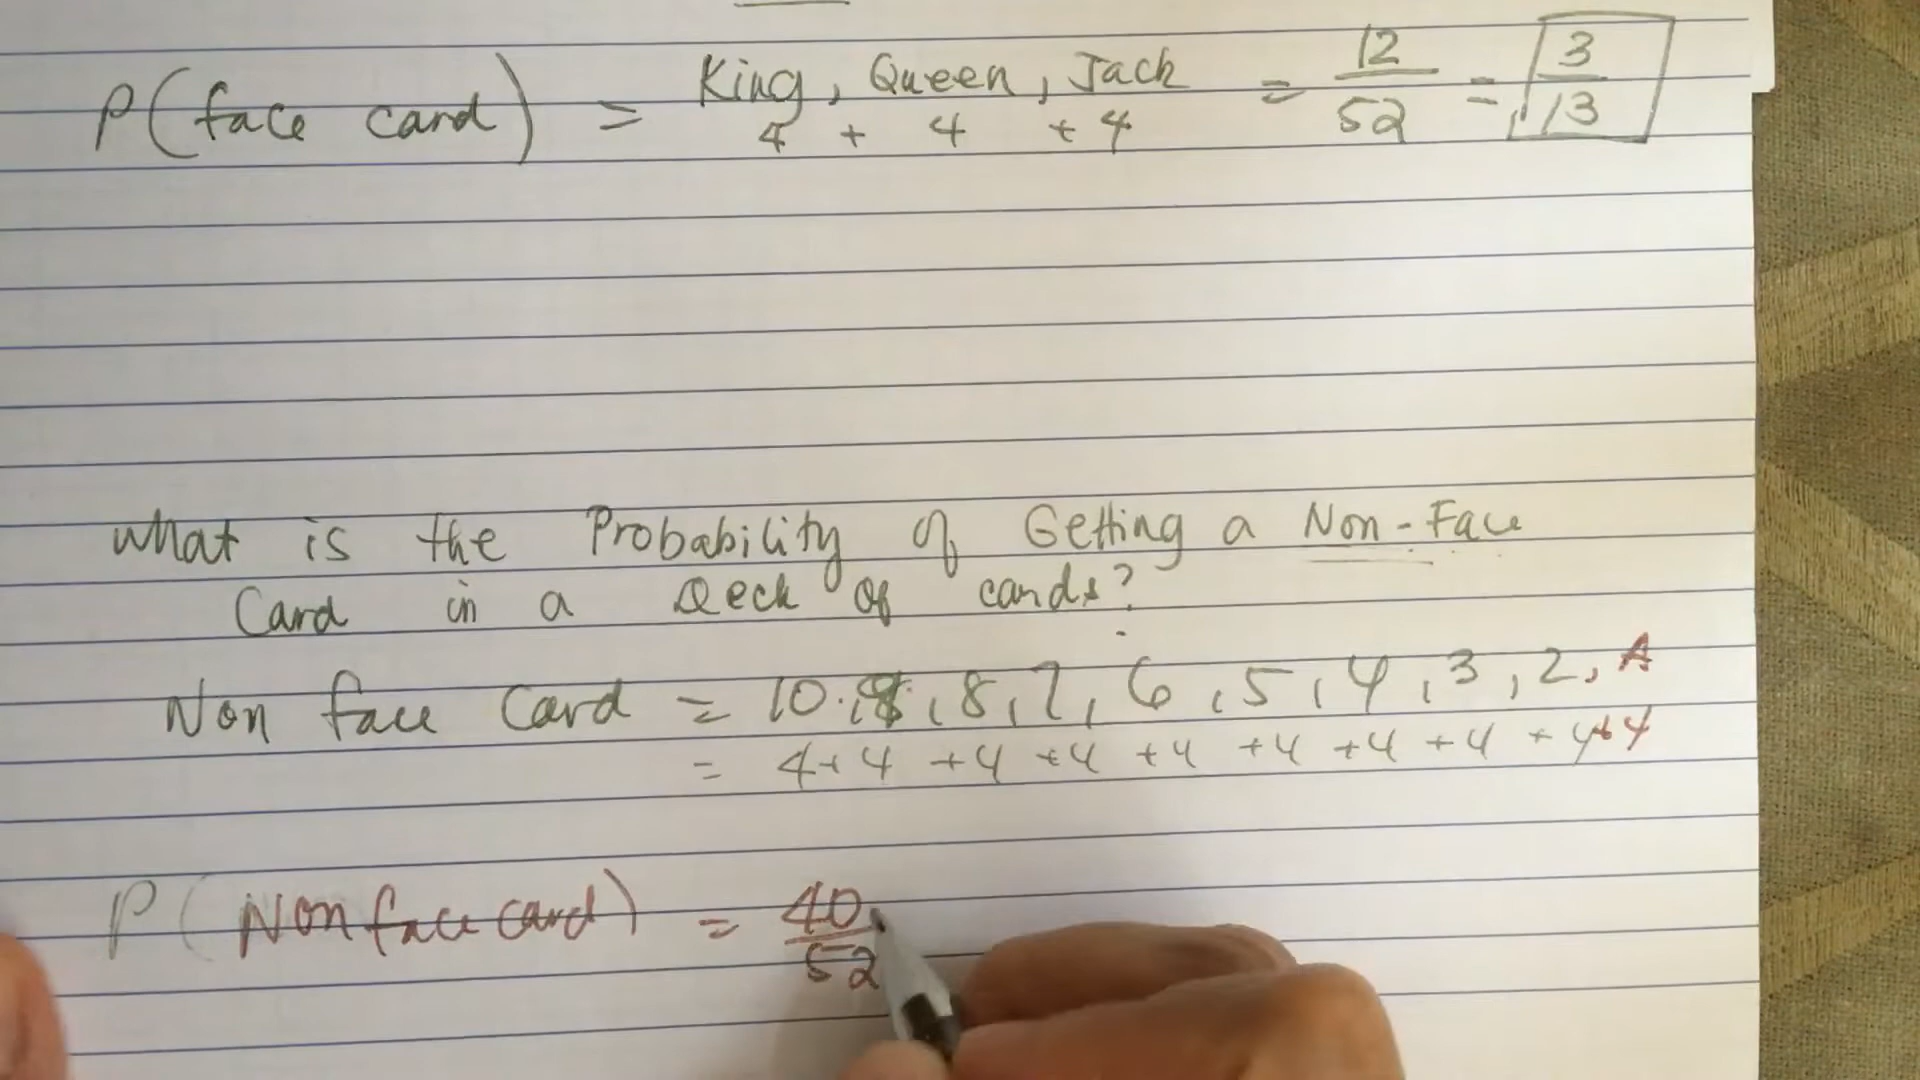 P(face card) = King, Queen, Jack = 12/52 = 3/13
4 + 4 + 4
What is the Probability of Getting a Non-Face
Card in a Deck of cards?
Non face Card = 10, 9, 8, 7, 6, 5, 4, 3, 2, A
= 4+4 +4 +4 +4 +4 +4 +4 +4+4
P(Non face card) = 40/52